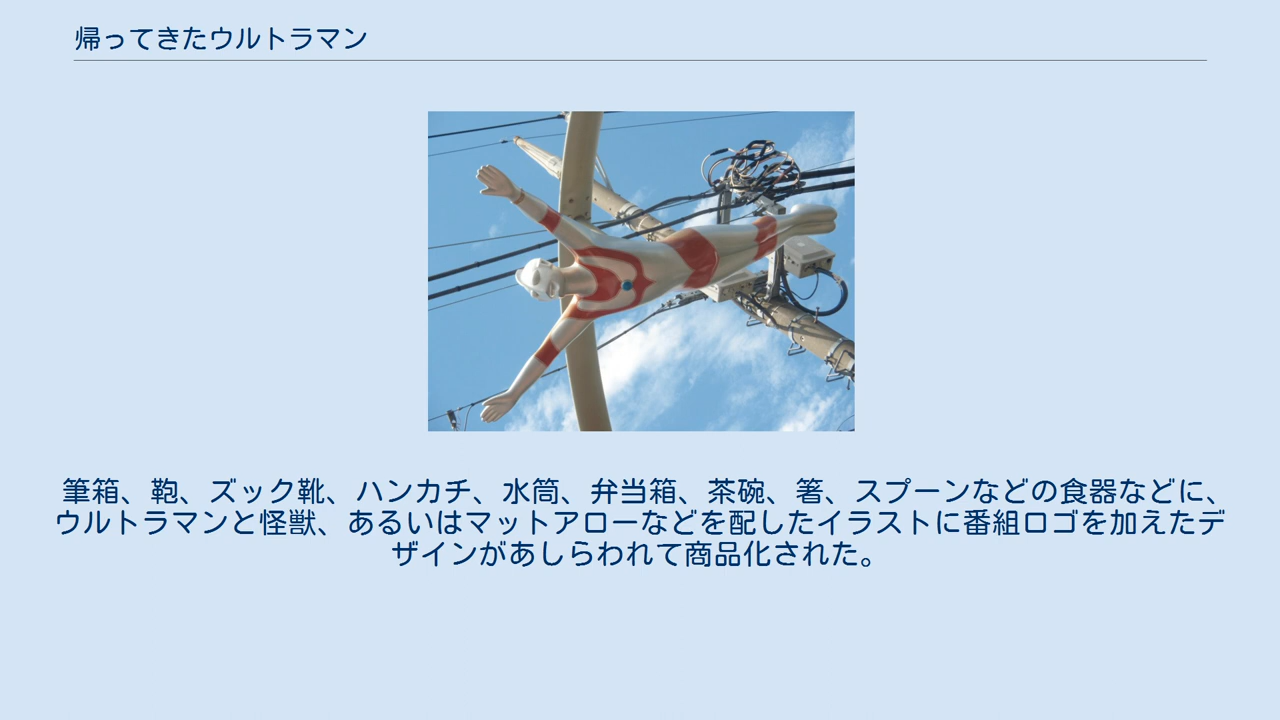 帰ってきたウルトラマン
筆箱、鞄、ズック靴、ハンカチ、水筒、弁当箱、茶碗、箸、スプーンなどの食器などに、
ウルトラマンと怪獣、あるいはマットアローなどを配したイラストに番組ロゴを加えたデ
ザインがあしらわれて商品化された。